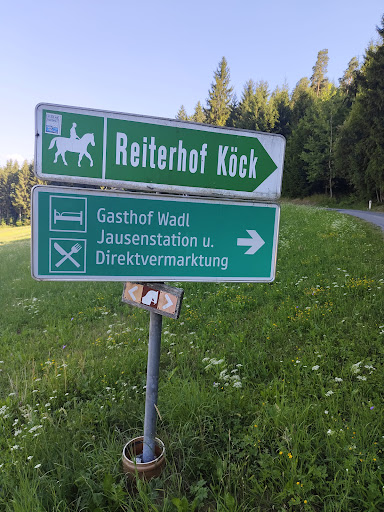 Reiterhof Köck
Gasthof Wadl
Jausenstation u.
Direktvermarktung